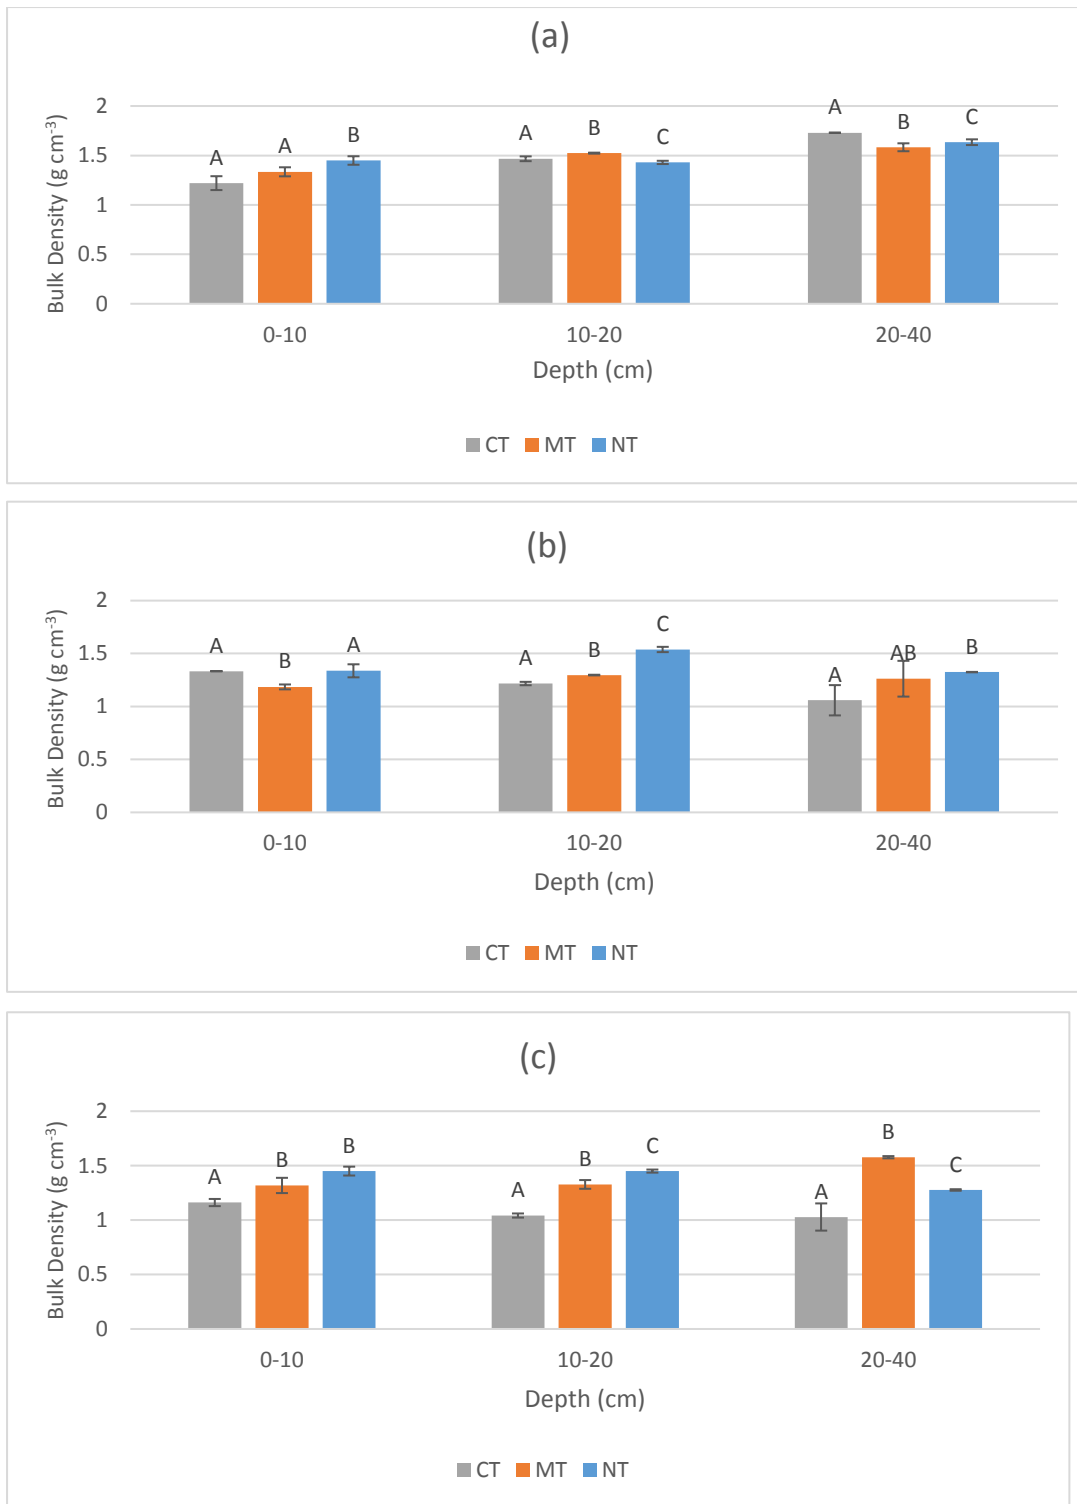 (a)
Bulk Density (g cm⁻³)
2
1.5
1
0.5
0
A
A
B
A
B
C
A
B
C
0-10
10-20
20-40
Depth (cm)
CT MT NT
(b)
Bulk Density (g cm⁻³)
2
1.5
1
0.5
0
A
B
A
A
B
C
A
AB
B
0-10
10-20
20-40
Depth (cm)
CT MT NT
(c)
Bulk Density (g cm⁻³)
2
1.5
1
0.5
0
A
B
B
A
B
C
A
B
C
0-10
10-20
20-40
Depth (cm)
CT MT NT